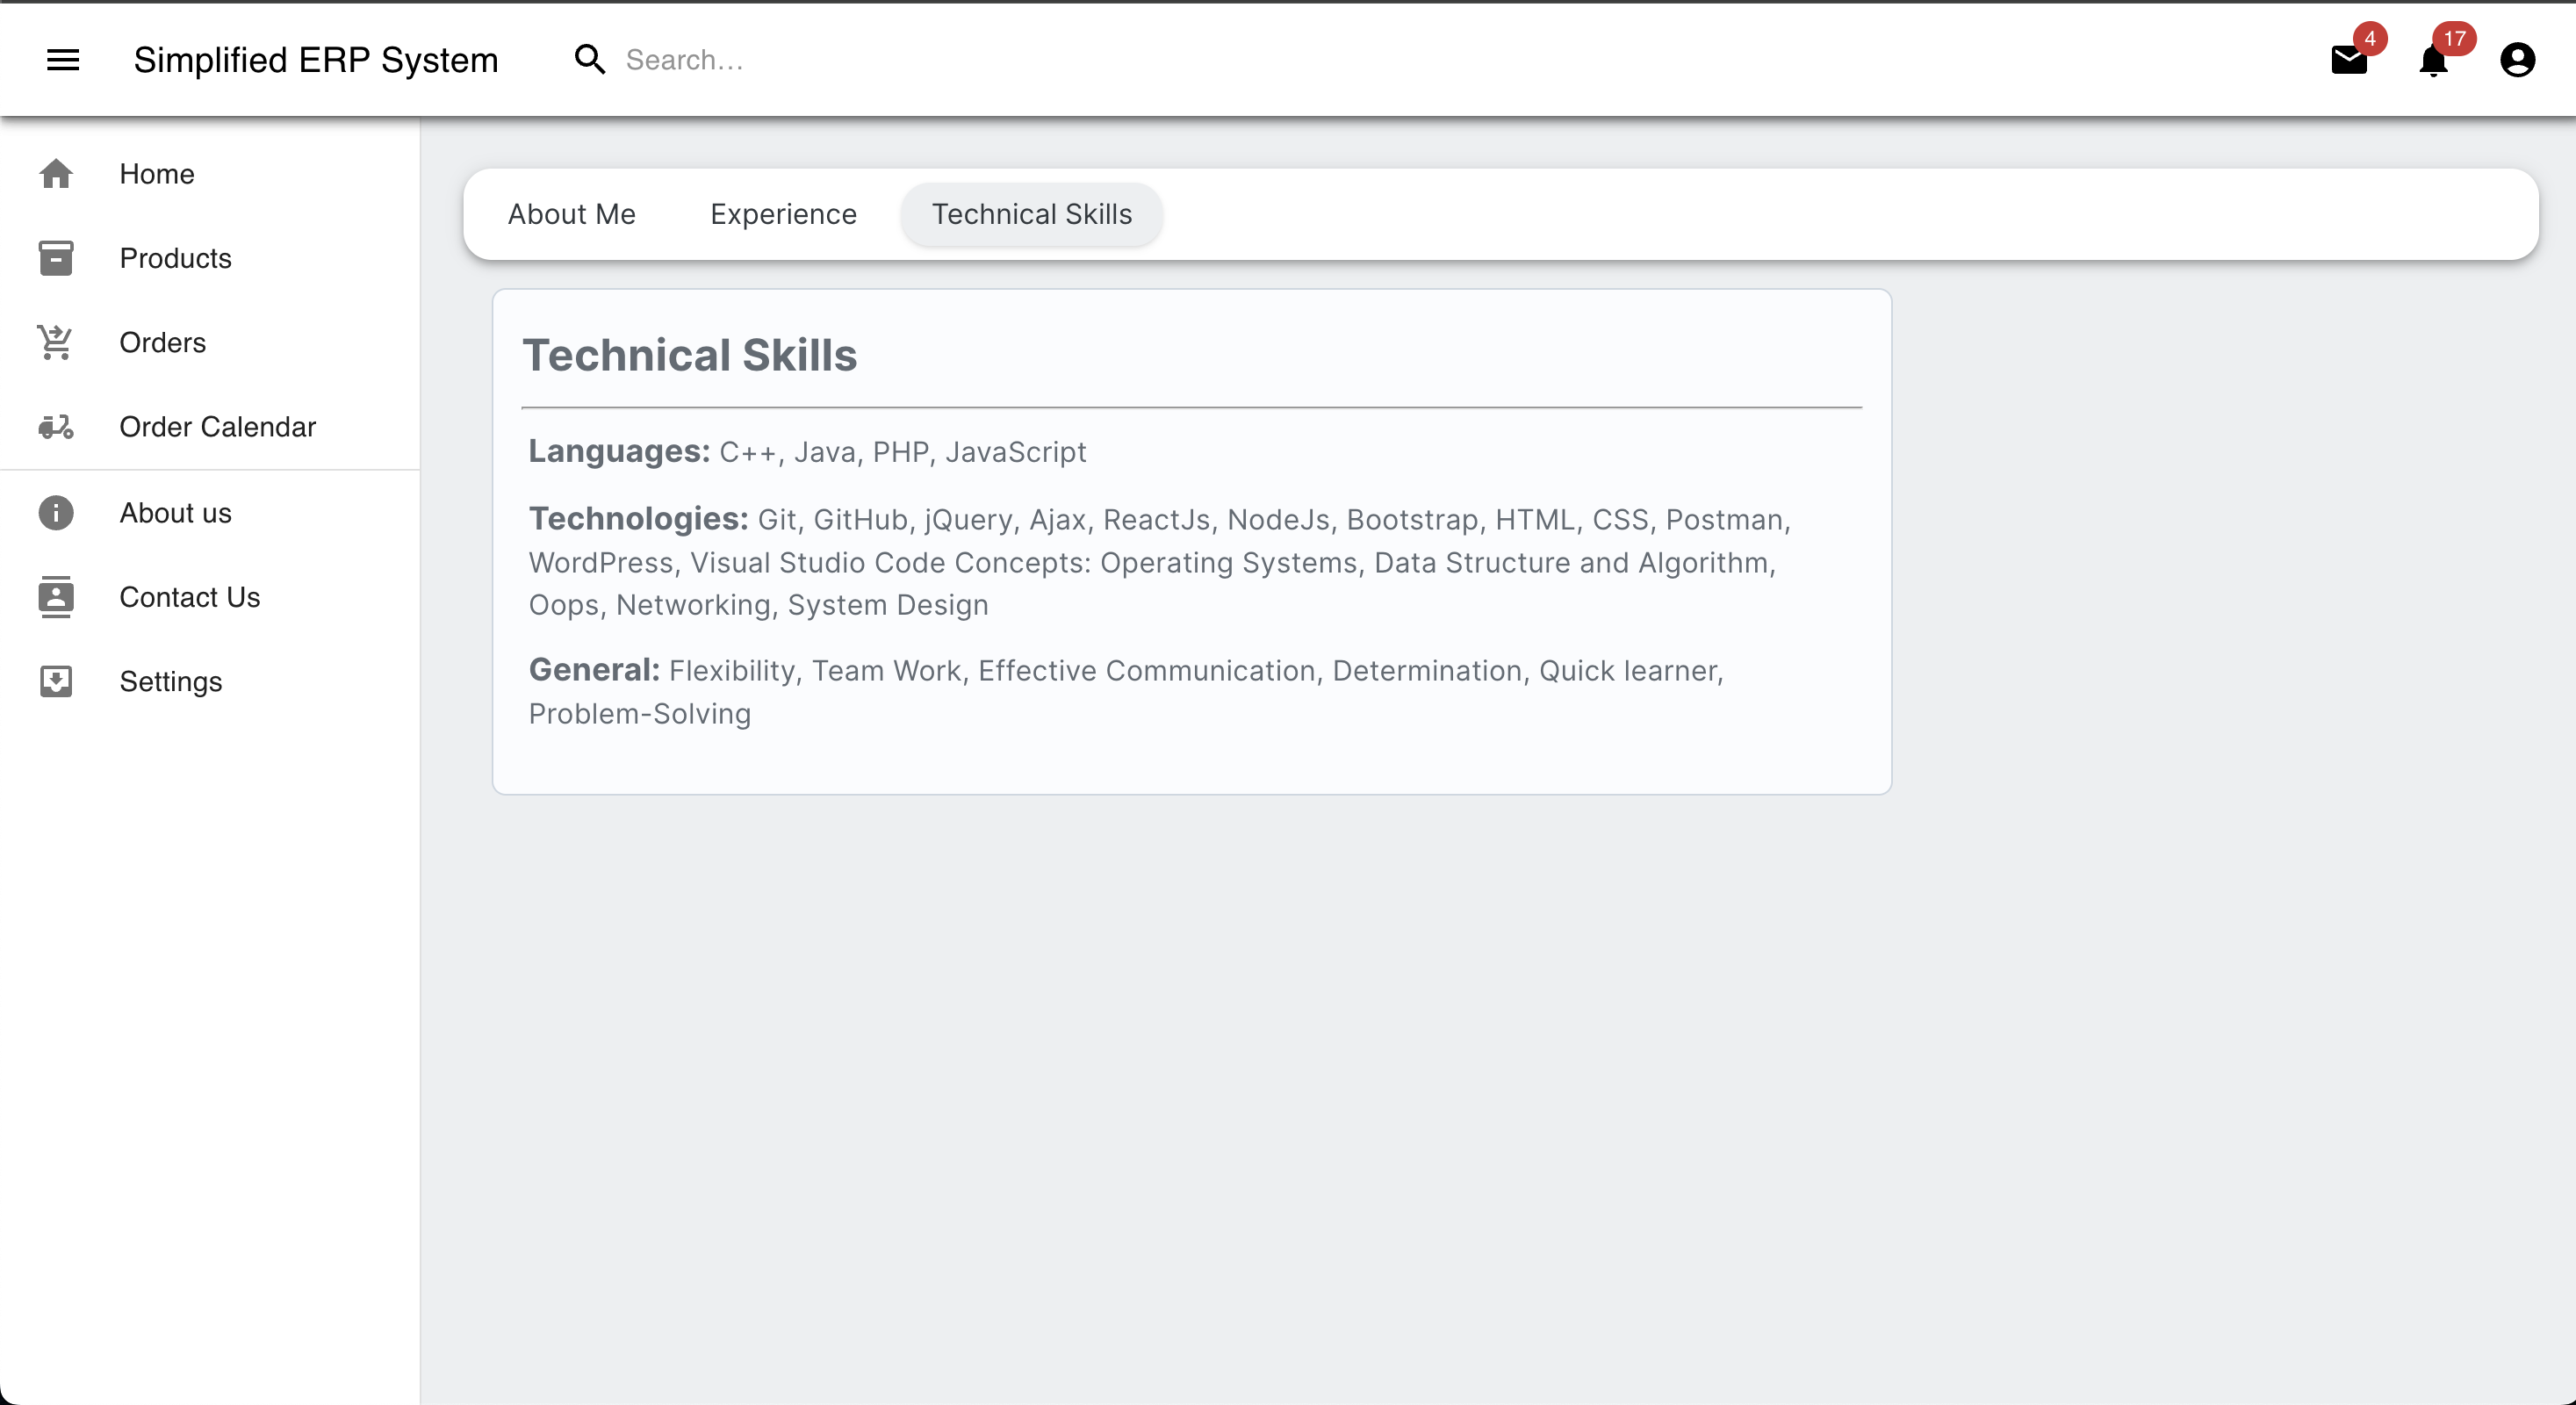 Simplified ERP System
Search…
4
17
Home
Products
Orders
Order Calendar
About us
Contact Us
Settings
About Me
Experience
Technical Skills
Technical Skills
Languages: C++, Java, PHP, JavaScript
Technologies: Git, GitHub, jQuery, Ajax, ReactJs, NodeJs, Bootstrap, HTML, CSS, Postman,
WordPress, Visual Studio Code Concepts: Operating Systems, Data Structure and Algorithm,
Oops, Networking, System Design
General: Flexibility, Team Work, Effective Communication, Determination, Quick learner,
Problem-Solving